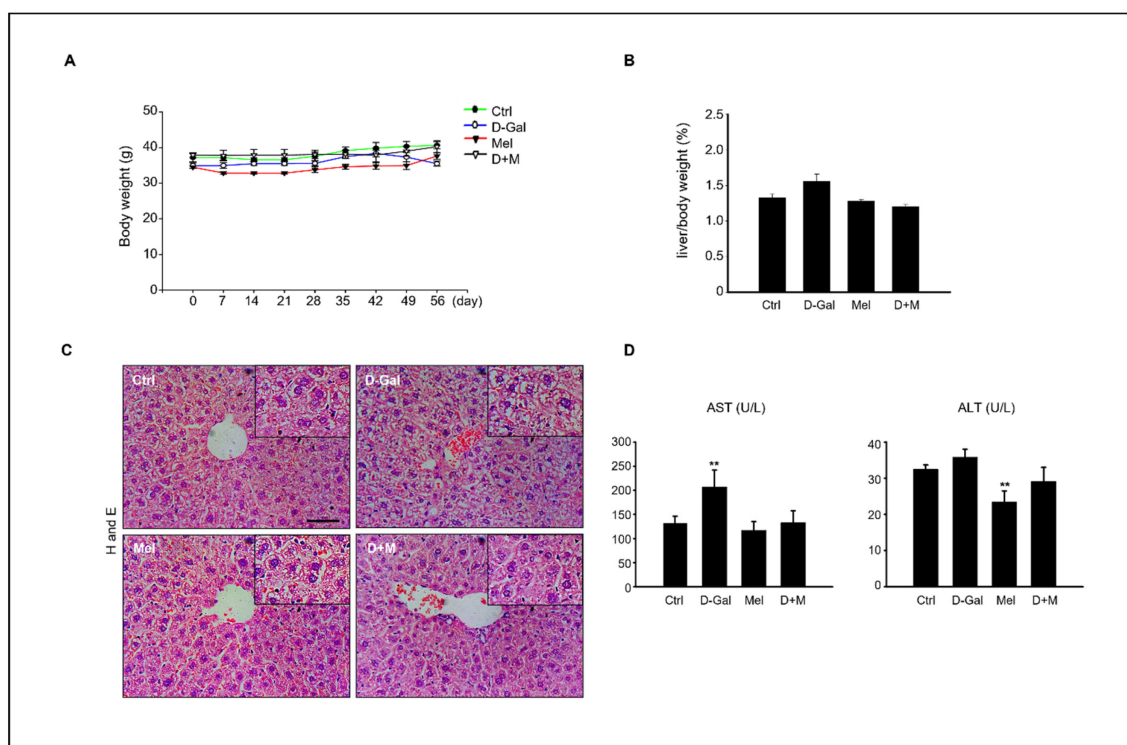 A
Body weight (g)
50
40
30
20
10
0
0 7 14 21 28 35 42 49 56 (day)
Ctrl
D-Gal
Mel
D+M
B
liver/body weight (%)
2.5
2.0
1.5
1.0
0.5
0
Ctrl D-Gal Mel D+M
C
H and E
Ctrl
D-Gal
Mel
D+M
D
AST (U/L)
300
250
200
150
100
50
0
**
Ctrl D-Gal Mel D+M
ALT (U/L)
40
30
20
10
0
**
Ctrl D-Gal Mel D+M